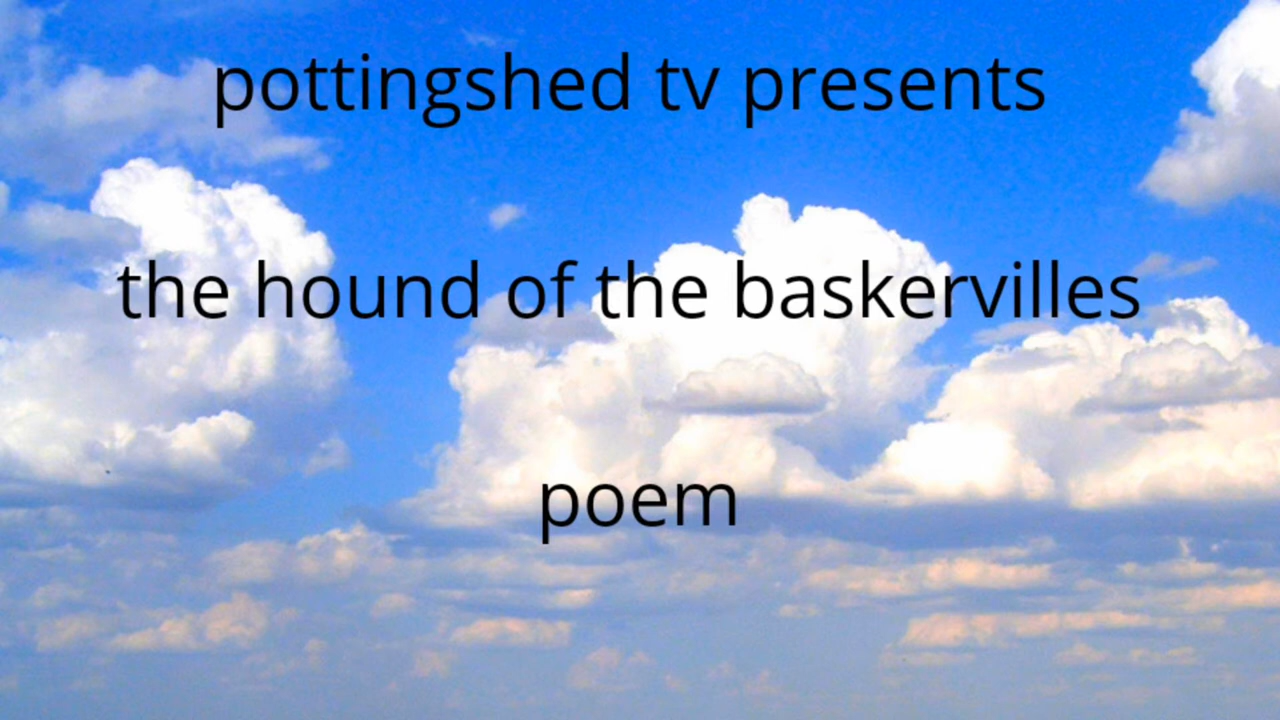 pottingshed tv presents
the hound of the baskervilles
poem